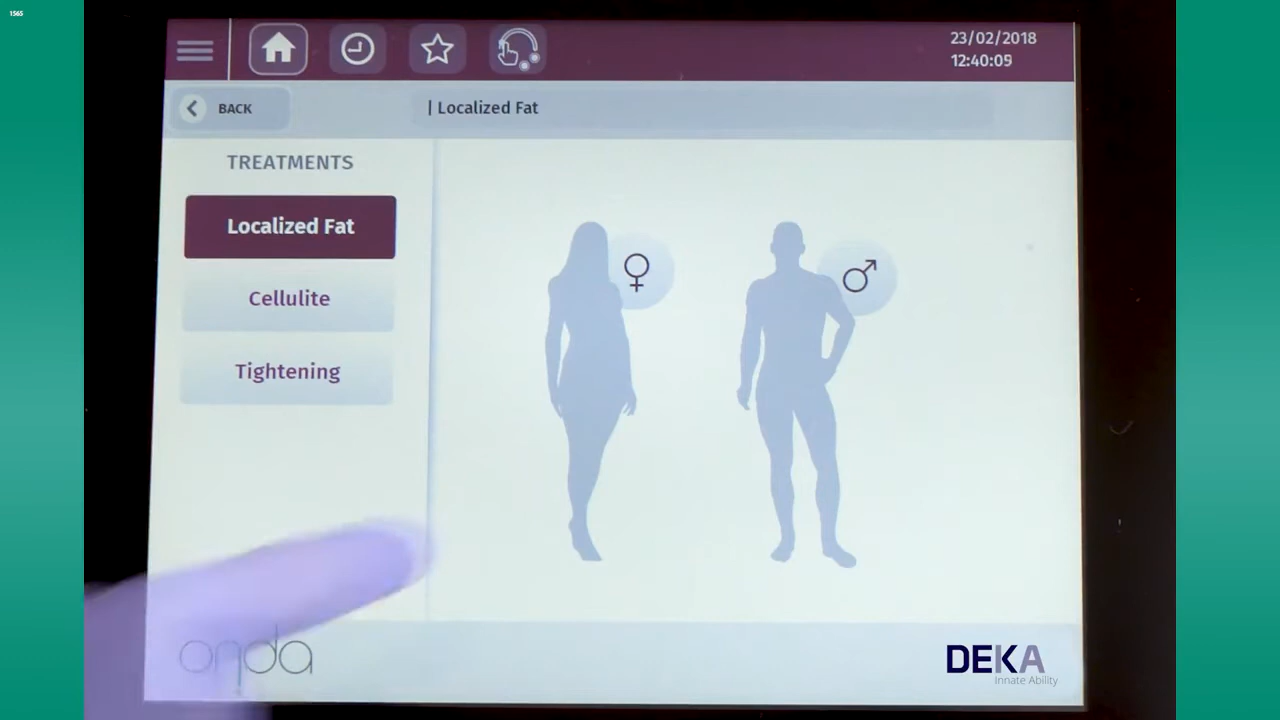 1565
23/02/2018
12:40:09
BACK
| Localized Fat
TREATMENTS
Localized Fat
Cellulite
Tightening
onda
DEKA
Innate Ability